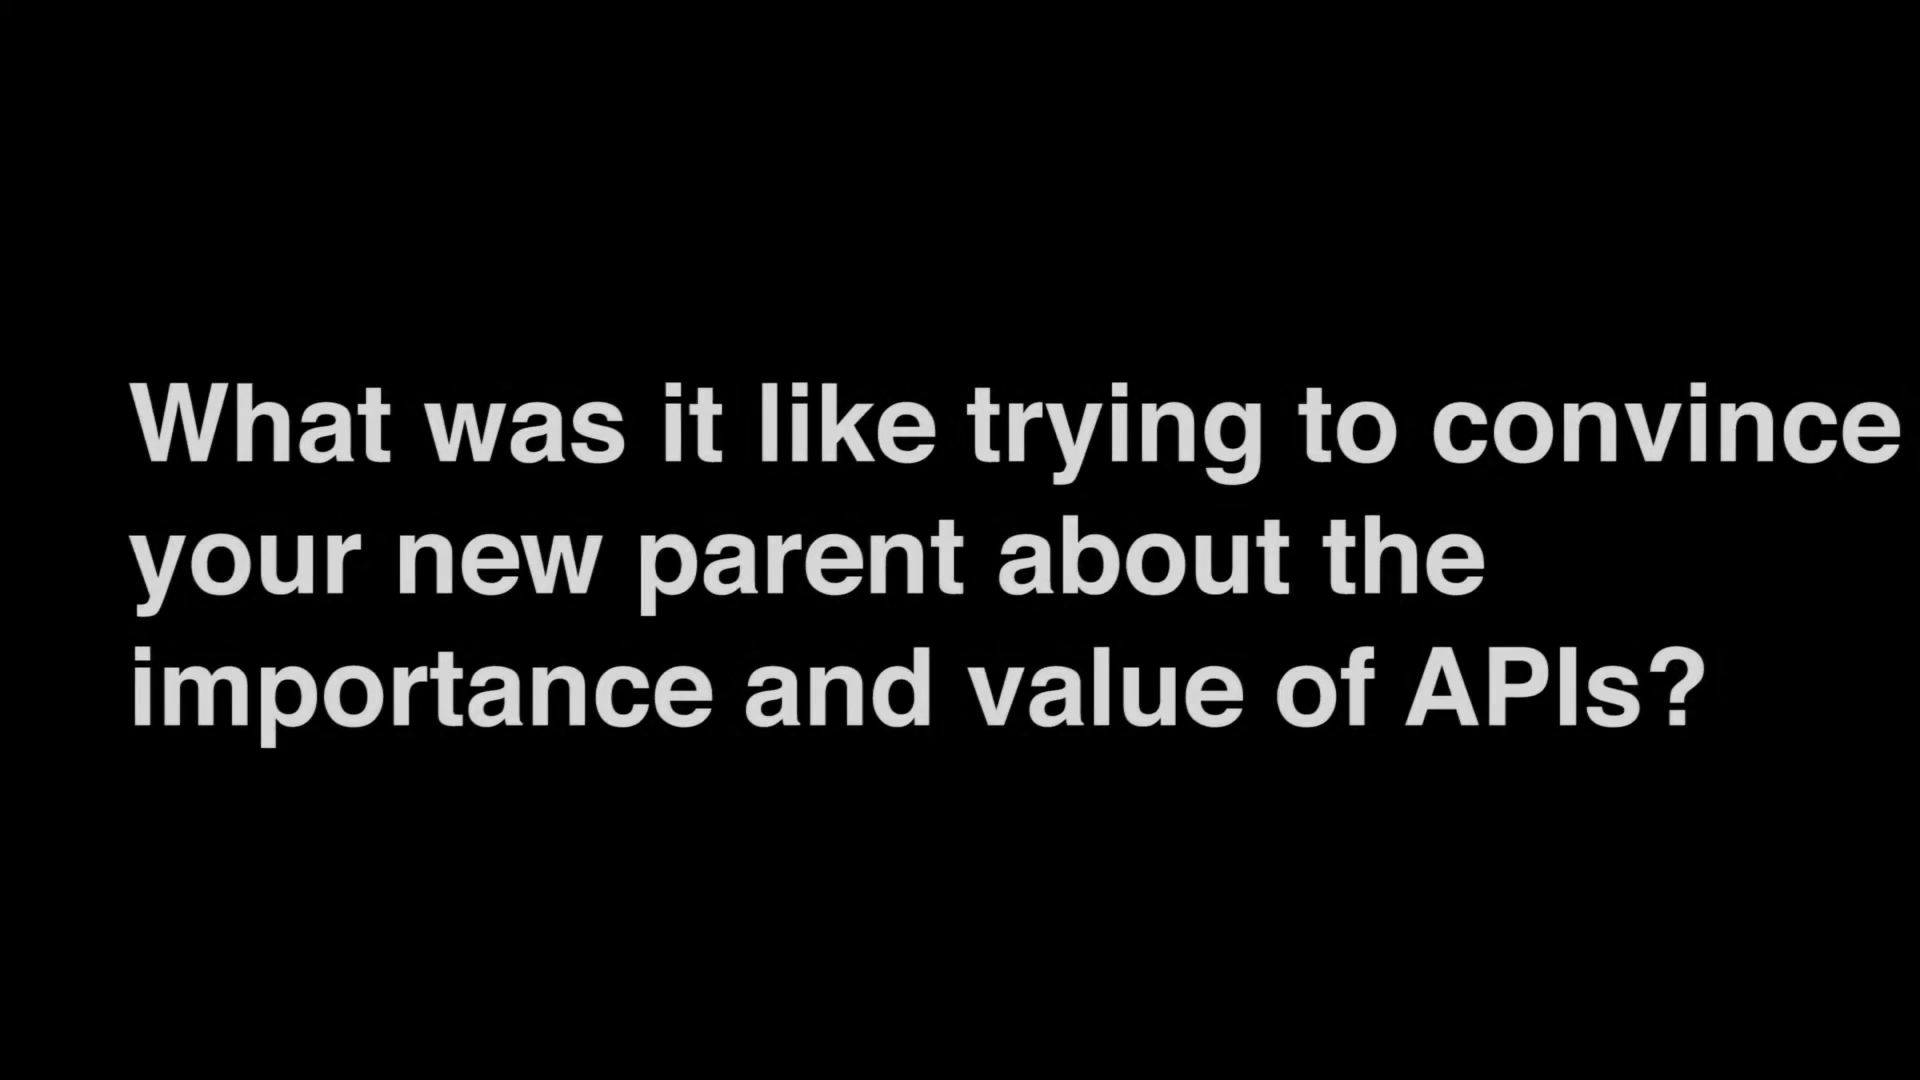 What was it like trying to convince
your new parent about the
importance and value of APIs?